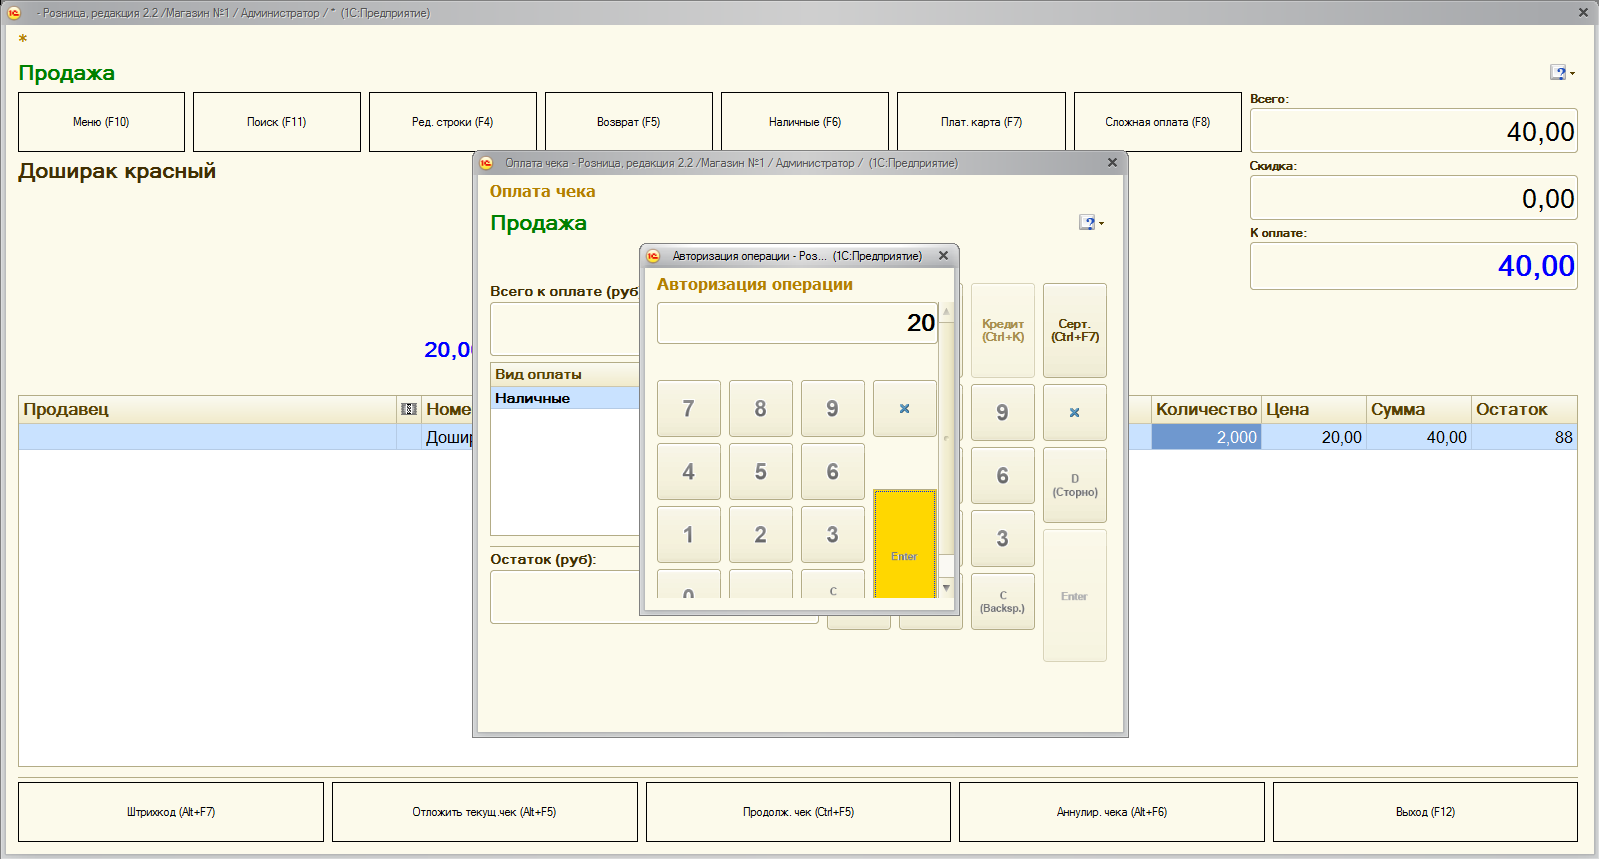 - Розница, редакция 2.2 /Магазин №1 / Администратор / * (1С:Предприятие)
*
Продажа
Меню (F10)
Поиск (F11)
Ред. строки (F4)
Возврат (F5)
Наличные (F6)
Плат. карта (F7)
Сложная оплата (F8)
Всего:
40,00
Скидка:
0,00
К оплате:
40,00
Доширак красный
20,0
Продавец
Номе
Количество
Цена
Сумма
Остаток
Дошир
2,000
20,00
40,00
88
Оплата чека - Розница, редакция 2.2 /Магазин №1 / Администратор / (1С:Предприятие)
Оплата чека
Продажа
Всего к оплате (руб
Вид оплаты
Наличные
Остаток (руб):
Кредит
(Ctrl+K)
Серт.
(Ctrl+F7)
9
6
D
(Сторно)
3
C
(Backsp.)
Enter
Авторизация операции - Роз... (1С:Предприятие)
Авторизация операции
20
7
8
9
4
5
6
1
2
3
Enter
0
C
Штрихкод (Alt+F7)
Отложить текущ.чек (Alt+F5)
Продолж. чек (Ctrl+F5)
Аннулир. чека (Alt+F6)
Выход (F12)